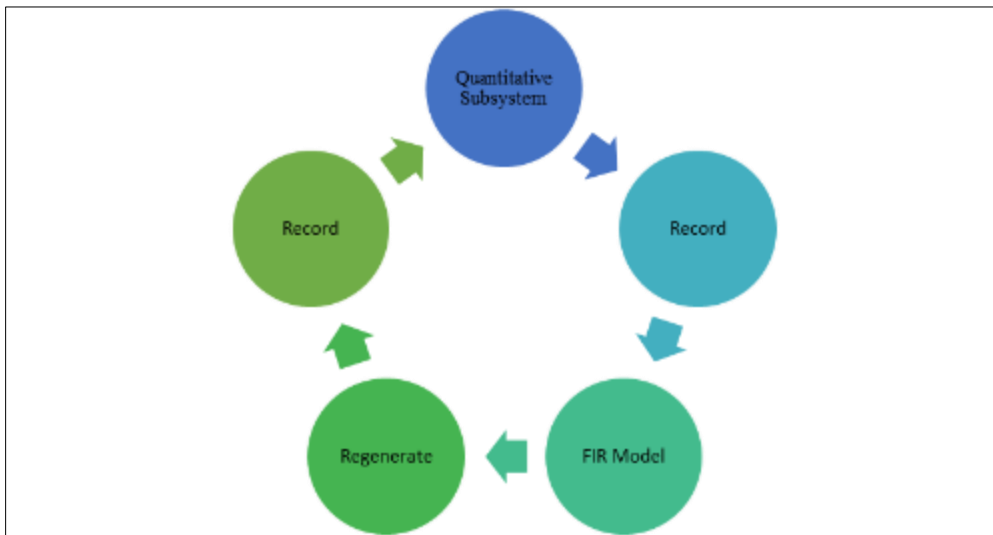 Quantitative
Subsystem
Record
Record
Regenerate
FIR Model